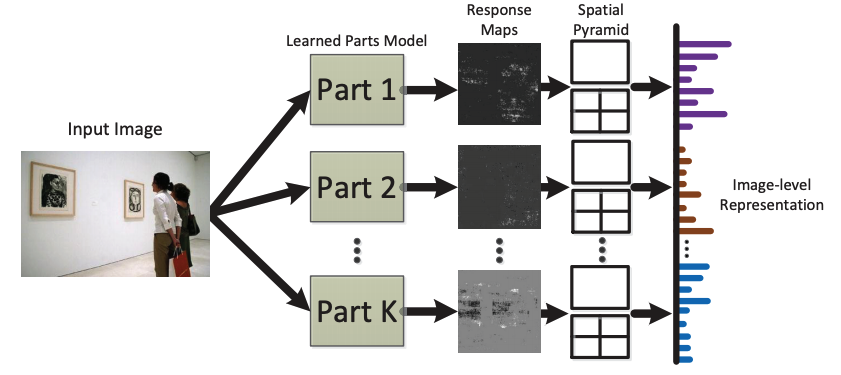 Input Image
Learned Parts Model
Part 1
Part 2
Part K
Response
Maps
Spatial
Pyramid
Image-level
Representation